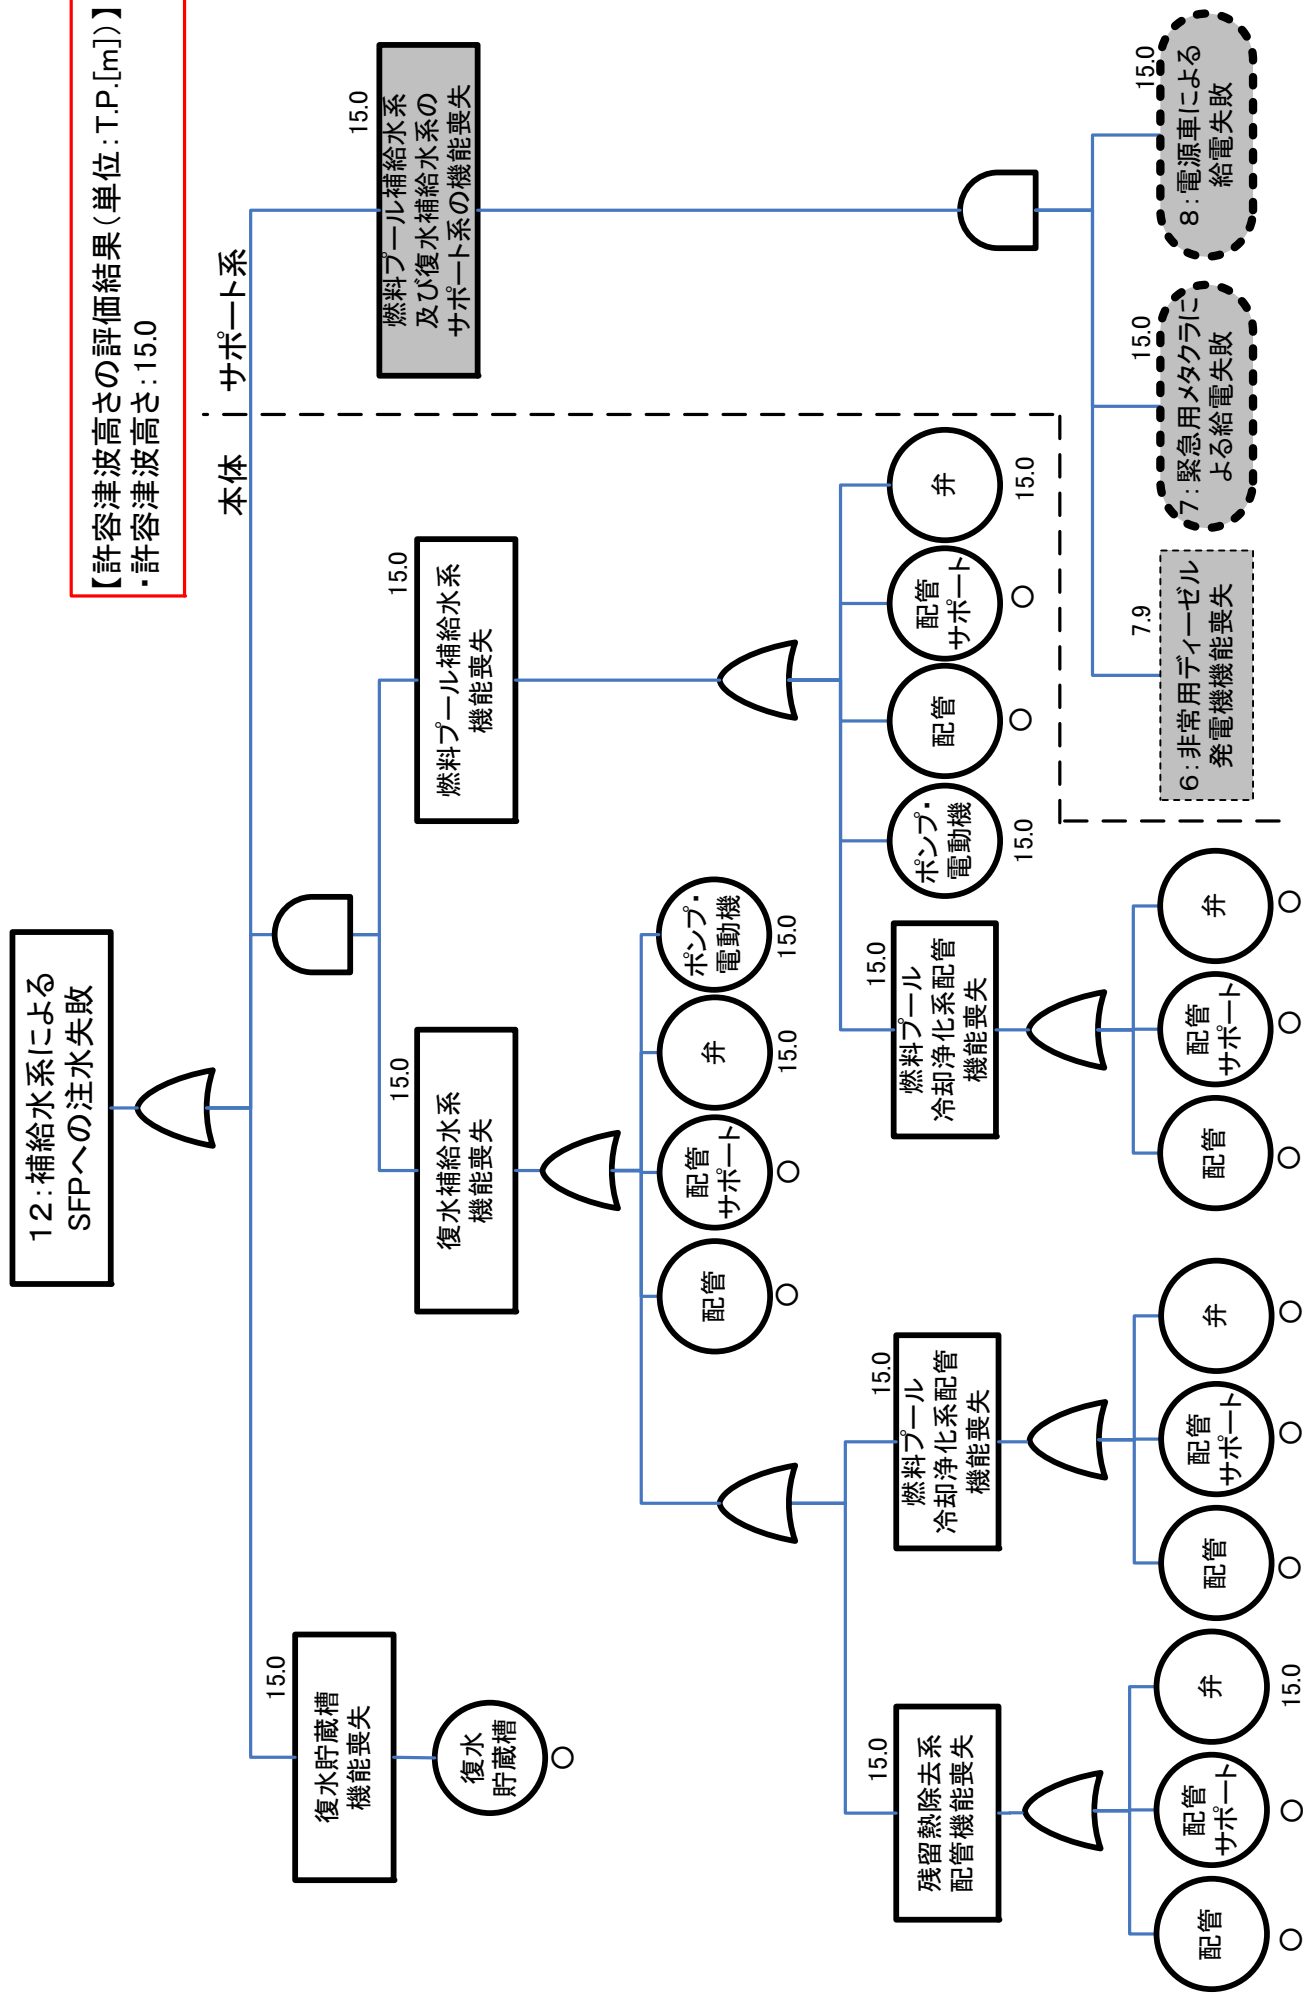 【許容津波高さの評価結果(単位:T.P.[m])】
・許容津波高さ:15.0
12:補給水系による
SFPへの注水失敗
本体
サポート系
15.0
復水貯蔵槽
機能喪失
復水
貯蔵槽
○
15.0
復水補給水系
機能喪失
15.0
燃料プール補給水系
機能喪失
15.0
燃料プール補給水系
及び復水補給水系の
サポート系の機能喪失
配管
○
配管
サポート
○
弁
15.0
ポンプ・
電動機
15.0
ポンプ・
電動機
15.0
配管
○
配管
サポート
○
弁
15.0
15.0
残留熱除去系
配管機能喪失
15.0
燃料プール
冷却浄化系配管
機能喪失
15.0
燃料プール
冷却浄化系配管
機能喪失
配管
○
配管
サポート
○
弁
15.0
配管
○
配管
サポート
○
弁
○
配管
○
配管
サポート
○
弁
○
7.9
6:非常用ディーゼル
発電機機能喪失
15.0
7:緊急用メタクラに
よる給電失敗
15.0
8:電源車による
給電失敗